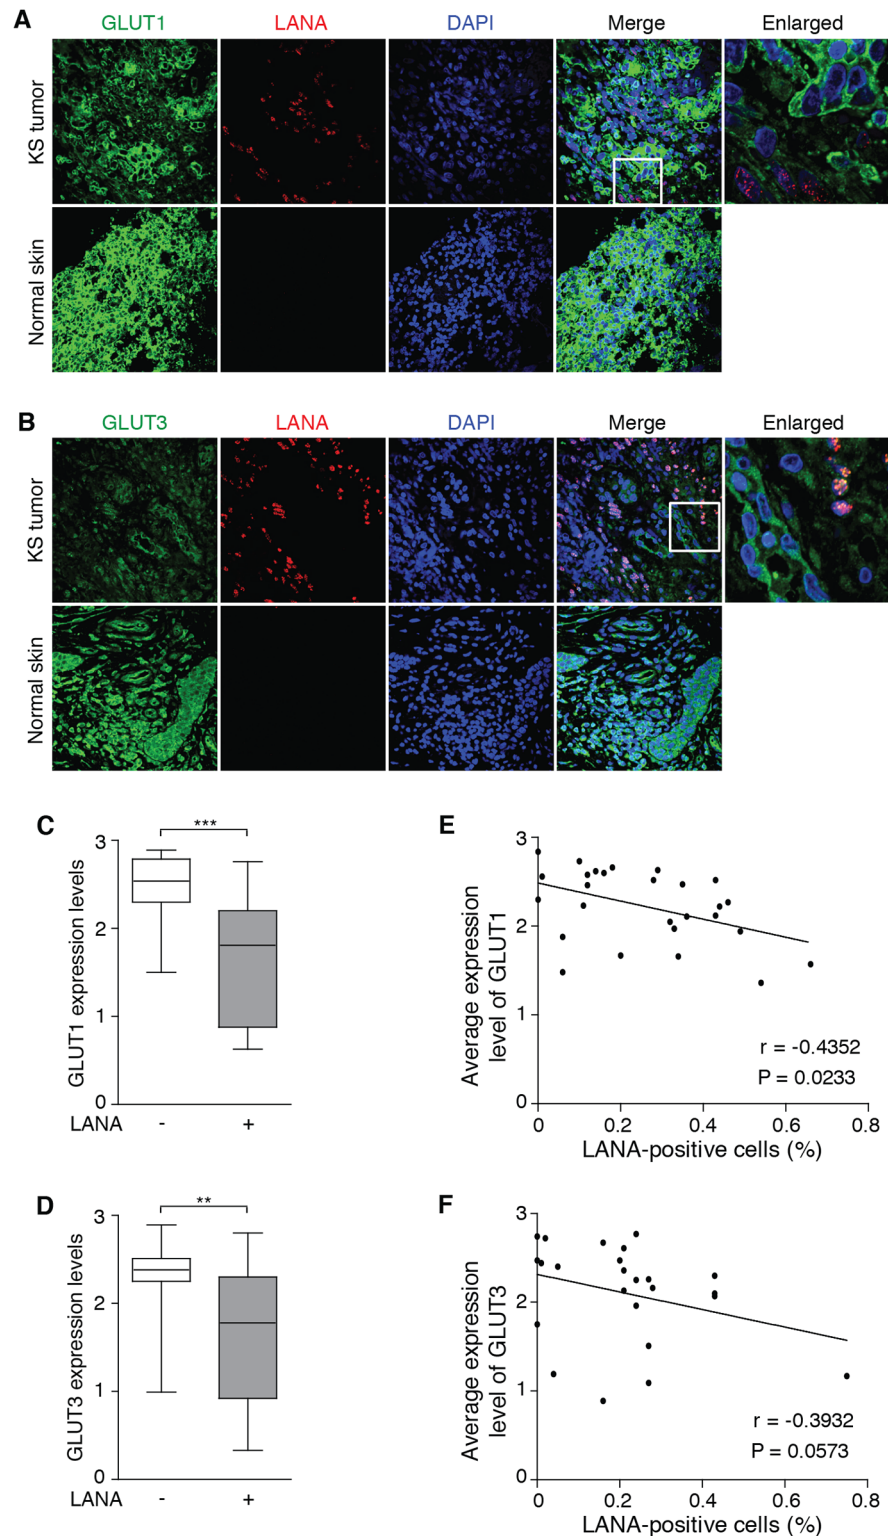 A
GLUT1 LANA DAPI Merge Enlarged
KS tumor
Normal skin
B
GLUT3 LANA DAPI Merge Enlarged
KS tumor
Normal skin
C
***
GLUT1 expression levels
3
2
1
0
LANA - +
E
Average expression
level of GLUT1
3
2
1
0
r = -0.4352
P = 0.0233
0 0.2 0.4 0.6 0.8
LANA-positive cells (%)
D
**
GLUT3 expression levels
3
2
1
0
LANA - +
F
Average expression
level of GLUT3
3
2
1
0
r = -0.3932
P = 0.0573
0 0.2 0.4 0.6 0.8
LANA-positive cells (%)